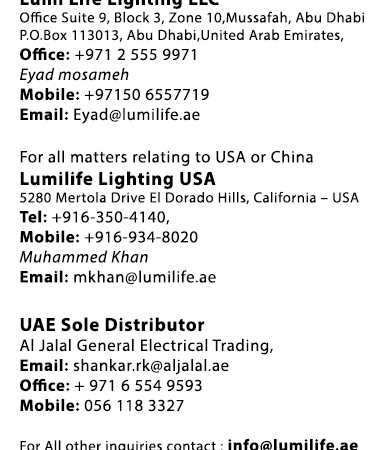 Lumi Life Lighting LLC
Office Suite 9, Block 3, Zone 10,Mussafah, Abu Dhabi
P.O.Box 113013, Abu Dhabi,United Arab Emirates,
Office: +971 2 555 9971
Eyad mosameh
Mobile: +97150 6557719
Email: Eyad@lumilife.ae
For all matters relating to USA or China
Lumilife Lighting USA
5280 Mertola Drive El Dorado Hills, California – USA
Tel: +916-350-4140,
Mobile: +916-934-8020
Muhammed Khan
Email: mkhan@lumilife.ae
UAE Sole Distributor
Al Jalal General Electrical Trading,
Email: shankar.rk@aljalal.ae
Office: + 971 6 554 9593
Mobile: 056 118 3327
For All other inquiries contact : info@lumilife.ae